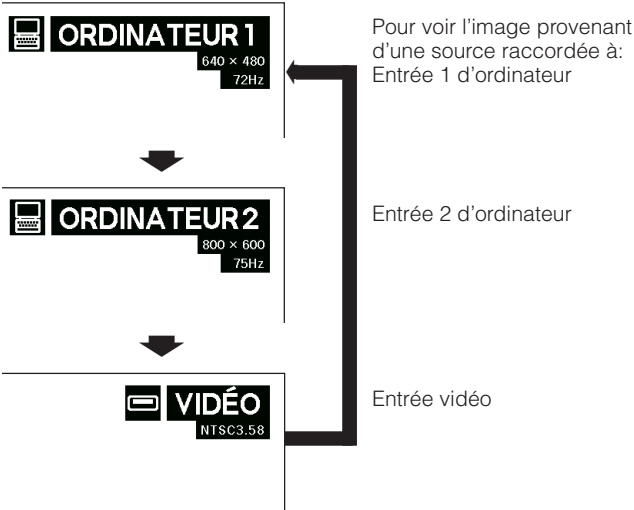 ORDINATEUR 1
640 × 480
72Hz
Pour voir l'image provenant
d'une source raccordée à:
Entrée 1 d'ordinateur
ORDINATEUR 2
800 × 600
75Hz
Entrée 2 d'ordinateur
VIDÉO
NTSC3.58
Entrée vidéo